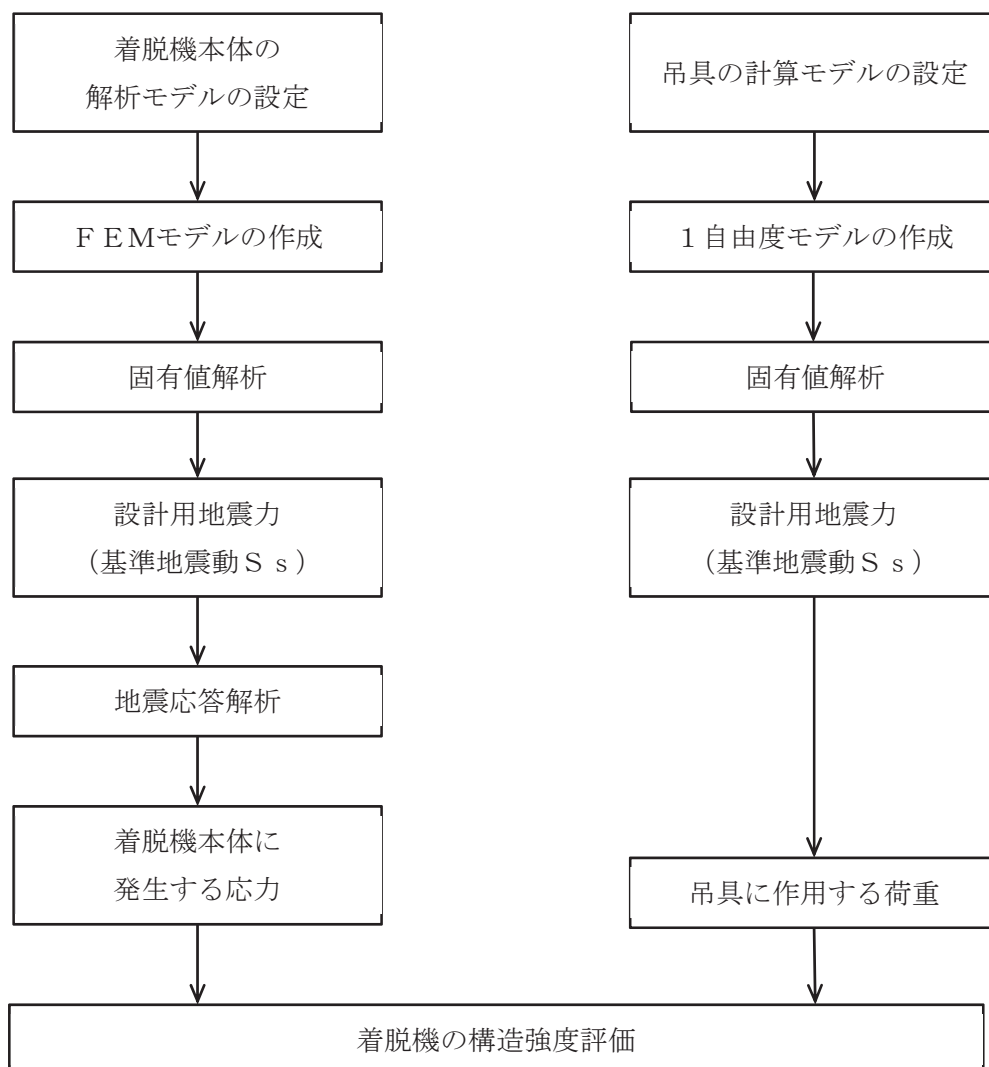 着脱機本体の
解析モデルの設定
ＦＥＭモデルの作成
固有値解析
設計用地震力
（基準地震動Ｓｓ）
地震応答解析
着脱機本体に
発生する応力
吊具の計算モデルの設定
１自由度モデルの作成
固有値解析
設計用地震力
（基準地震動Ｓｓ）
吊具に作用する荷重
着脱機の構造強度評価